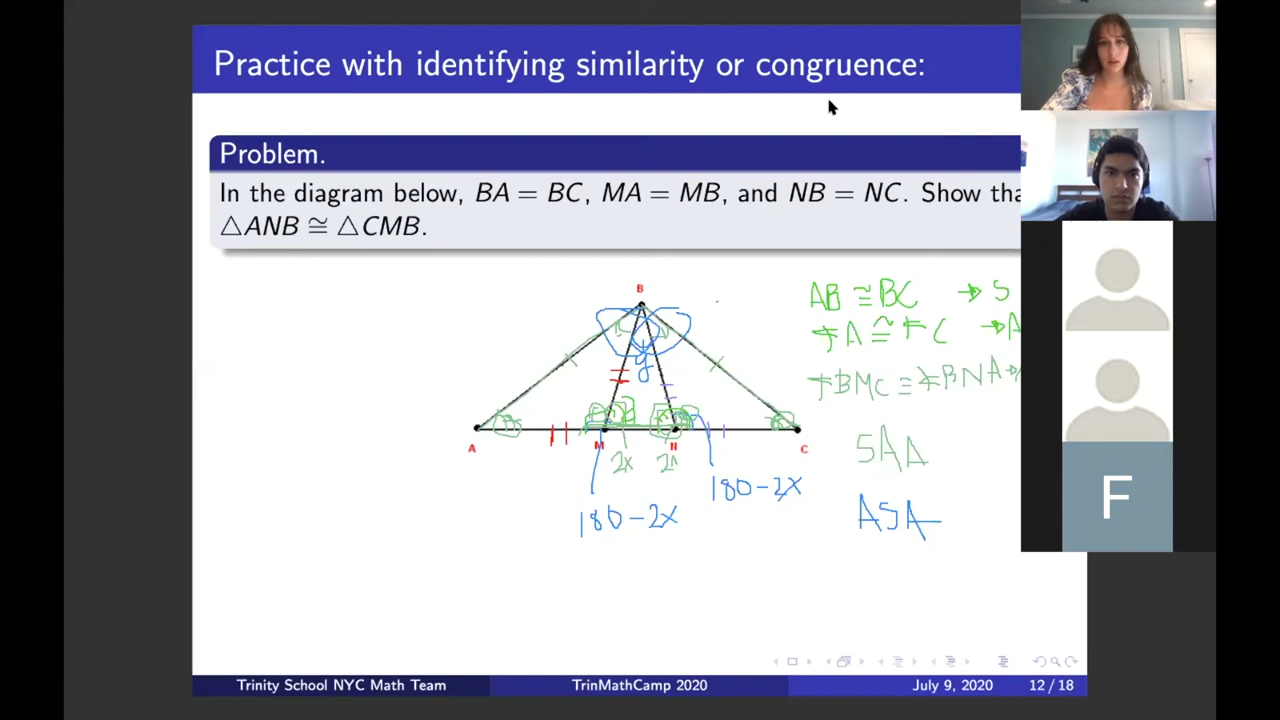 Practice with identifying similarity or congruence:
Problem.
In the diagram below, BA = BC, MA = MB, and NB = NC. Show tha
△ANB ≅ △CMB.
B
AB ≅ BC → S
∡A ≅ ∡C → A
y
∡BMC ≅ ∡BNA →
A M N C
2x
SAA
180-2x
180-2x
ASA
F
Trinity School NYC Math Team TrinMathCamp 2020 July 9, 2020 12 / 18